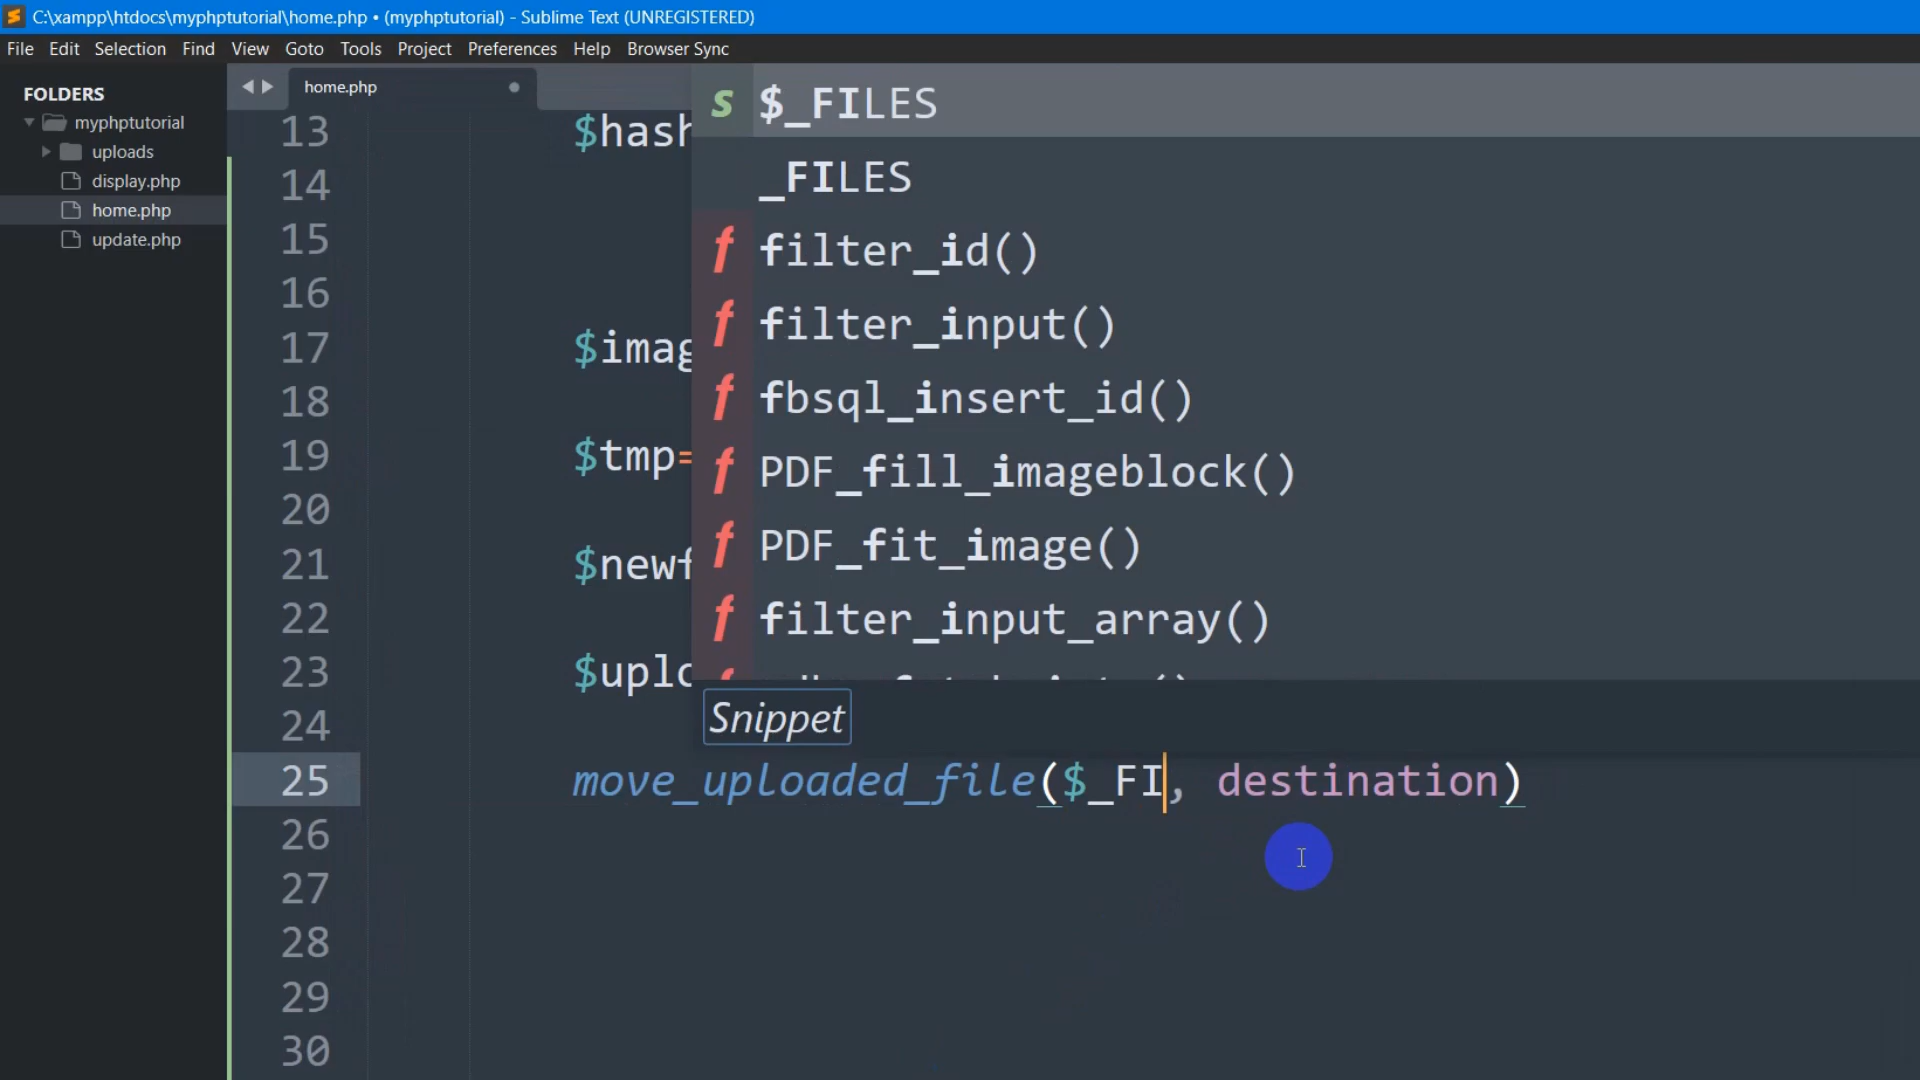 C:\xampp\htdocs\myphptutorial\home.php • (myphptutorial) - Sublime Text (UNREGISTERED)
File Edit Selection Find View Goto Tools Project Preferences Help Browser Sync
FOLDERS
myphptutorial
uploads
display.php
home.php
update.php
home.php
13 $hash
14
15
16
17 $imag
18
19 $tmp=
20
21 $newf
22
23 $uplo
24
25 move_uploaded_file($_FI, destination)
26
27
28
29
30
s $_FILES
_FILES
f filter_id()
f filter_input()
f fbsql_insert_id()
f PDF_fill_imageblock()
f PDF_fit_image()
f filter_input_array()
Snippet